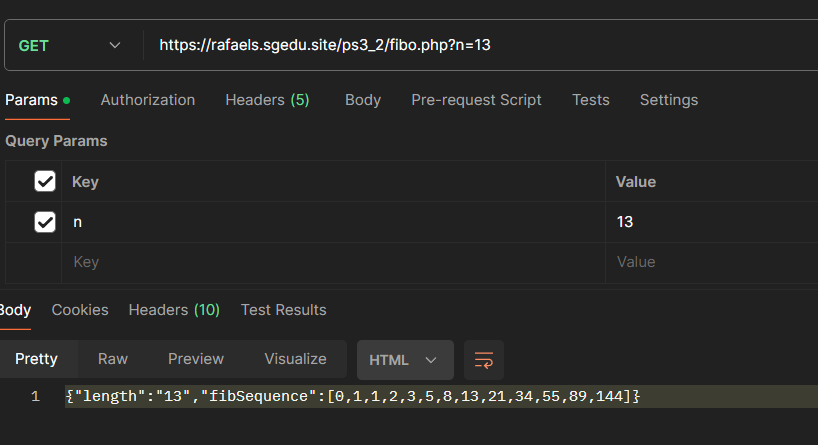 GET https://rafaels.sgedu.site/ps3_2/fibo.php?n=13
Params Authorization Headers (5) Body Pre-request Script Tests Settings
Query Params
Key Value
n 13
Key Value
Body Cookies Headers (10) Test Results
Pretty Raw Preview Visualize HTML
1 {"length":"13","fibSequence":[0,1,1,2,3,5,8,13,21,34,55,89,144]}